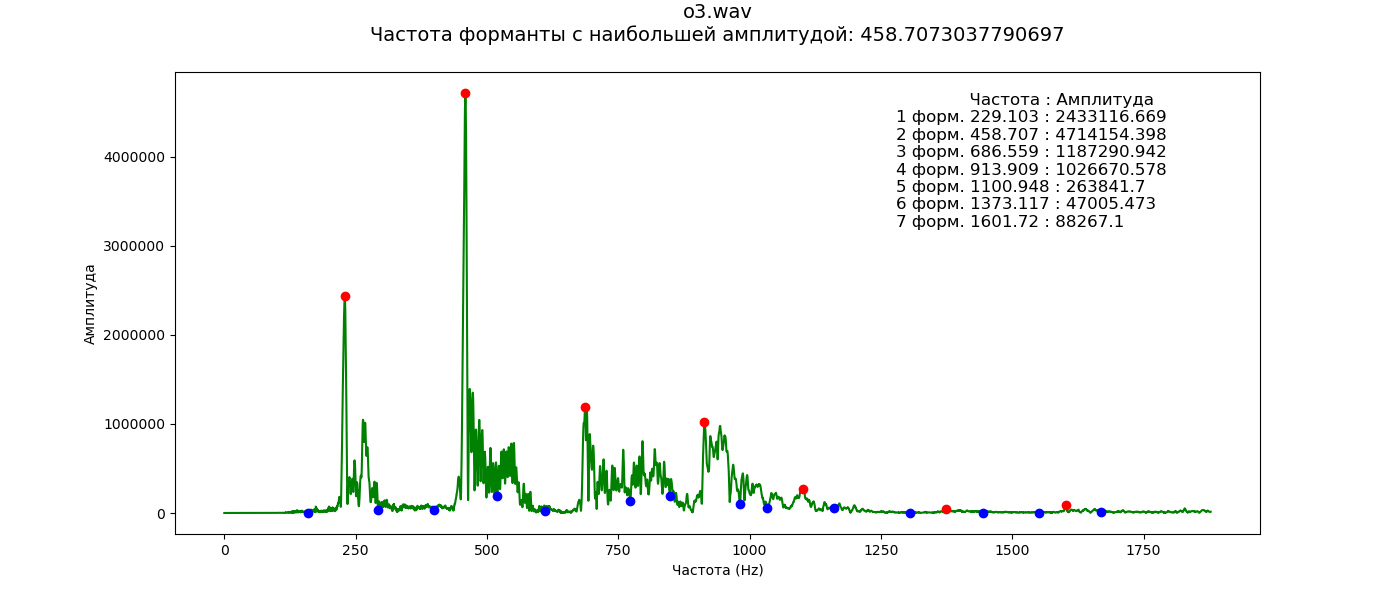 o3.wav
Частота форманты с наибольшей амплитудой: 458.7073037790697
Частота : Амплитуда
1 форм. 229.103 : 2433116.669
2 форм. 458.707 : 4714154.398
3 форм. 686.559 : 1187290.942
4 форм. 913.909 : 1026670.578
5 форм. 1100.948 : 263841.7
6 форм. 1373.117 : 47005.473
7 форм. 1601.72 : 88267.1
Амплитуда
4000000
3000000
2000000
1000000
0
0 250 500 750 1000 1250 1500 1750
Частота (Hz)